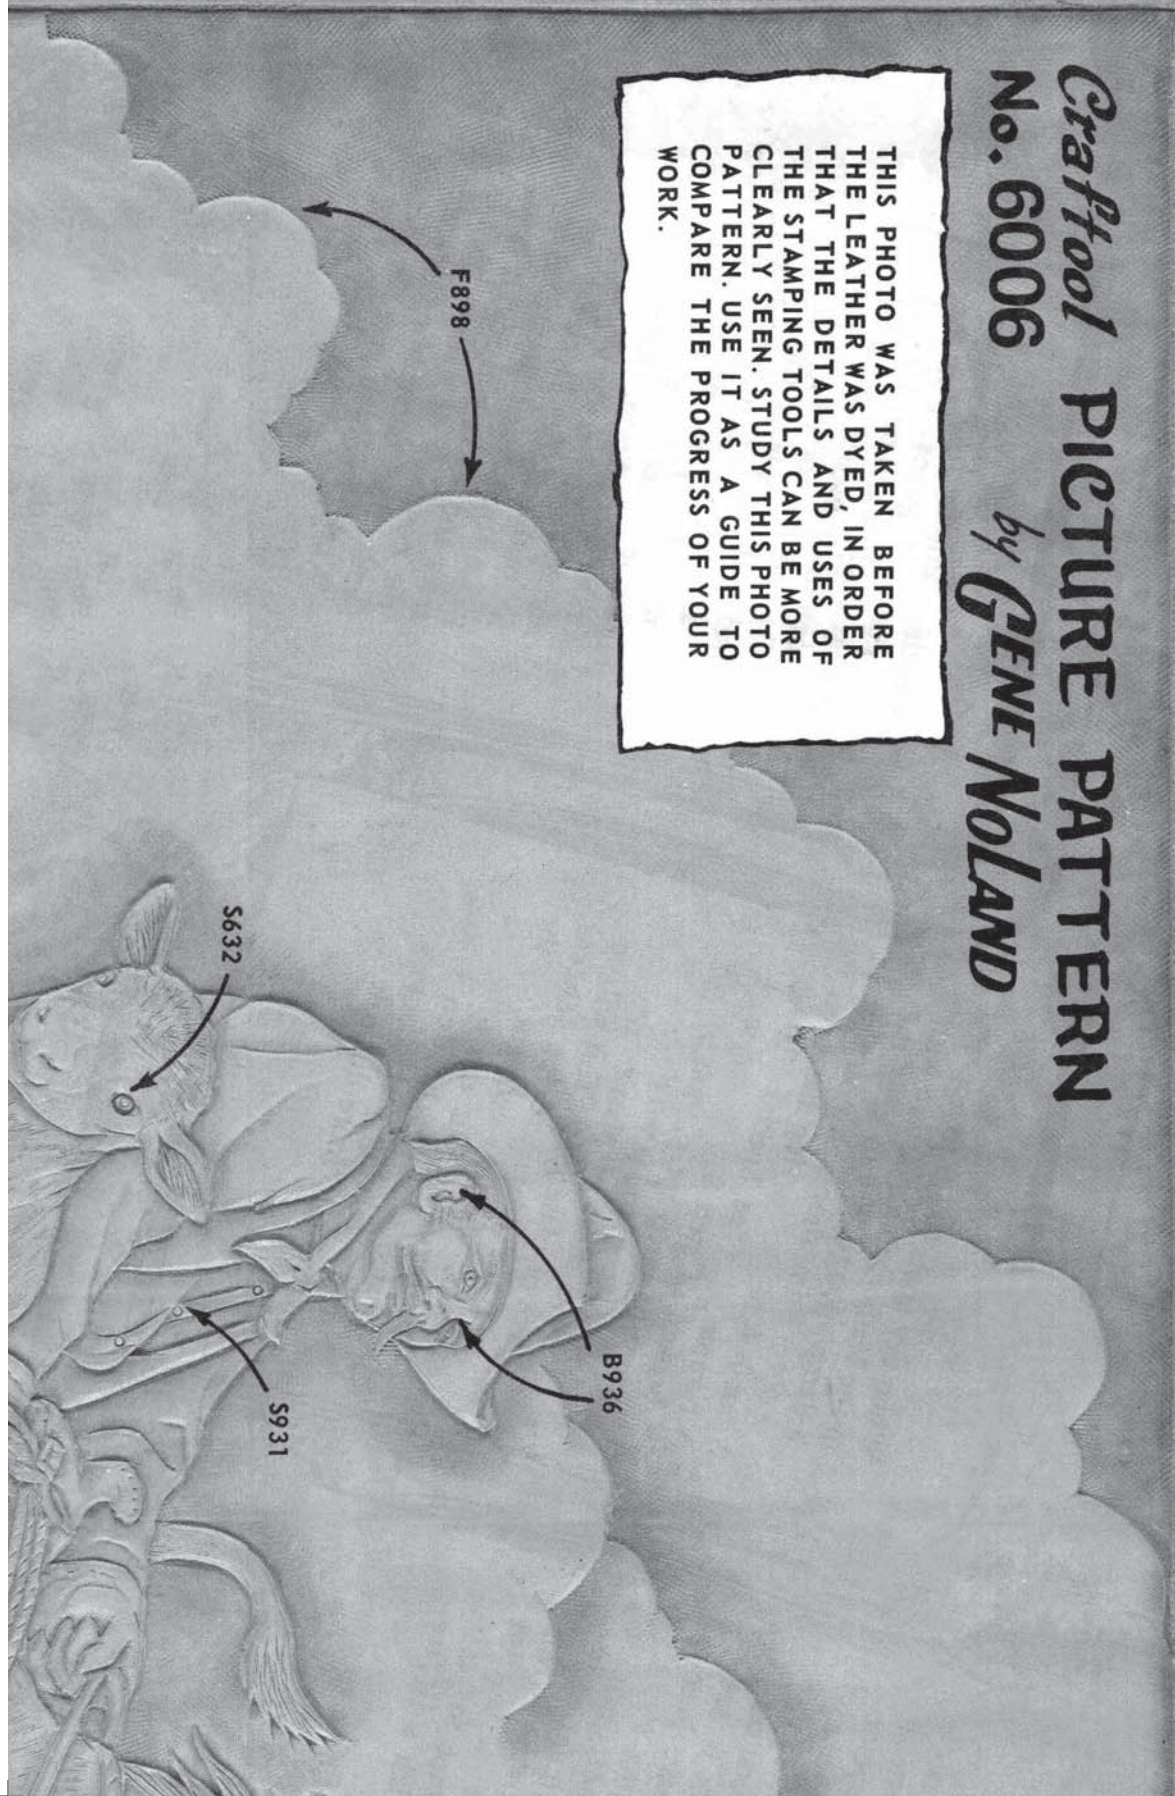 Craftool PICTURE PATTERN
No. 6006 by GENE NOLAND
THIS PHOTO WAS TAKEN BEFORE
THE LEATHER WAS DYED, IN ORDER
THAT THE DETAILS AND USES OF
THE STAMPING TOOLS CAN BE MORE
CLEARLY SEEN. STUDY THIS PHOTO
PATTERN. USE IT AS A GUIDE TO
COMPARE THE PROGRESS OF YOUR
WORK.
F898
B936
S632
S931